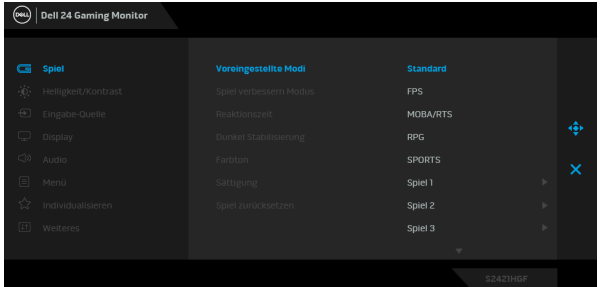 DELL Dell 24 Gaming Monitor
Spiel Voreingestellte Modi Standard
Helligkeit/Kontrast Spiel verbessern Modus FPS
Eingabe-Quelle Reaktionszeit MOBA/RTS
Display Dunkel Stabilisierung RPG
Audio Farbton SPORTS
Menü Sättigung Spiel 1
Individualisieren Spiel zurücksetzen Spiel 2
Weiteres Spiel 3
S2421HGF